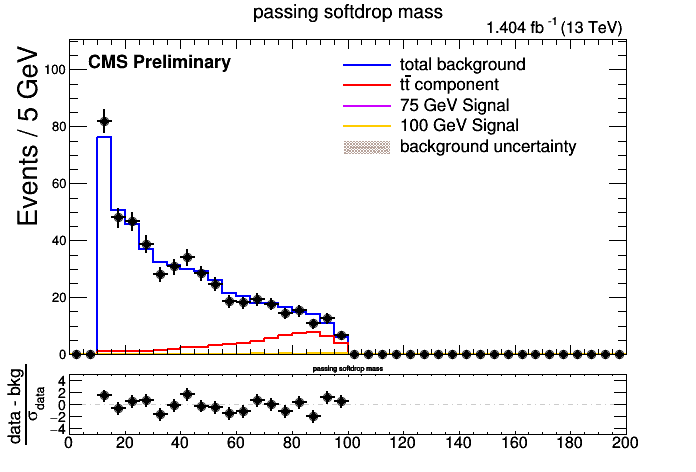 passing softdrop mass
1.404 fb⁻¹ (13 TeV)
CMS Preliminary
total background
tt̅ component
75 GeV Signal
100 GeV Signal
background uncertainty
Events / 5 GeV
100
80
60
40
20
0
passing softdrop mass
data - bkg
σ data
4
2
0
−2
−4
0 20 40 60 80 100 120 140 160 180 200